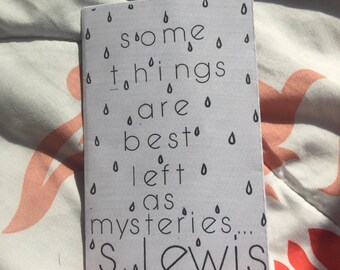 some
things
are
best
left
as
mysteries...
s. lewis